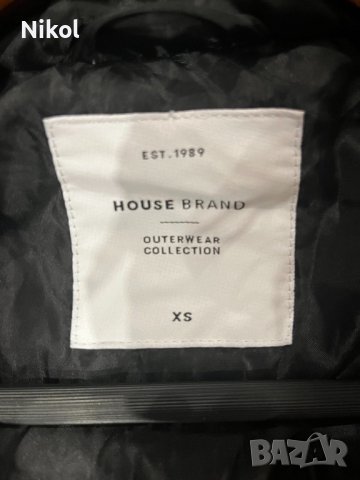 Nikol
EST. 1989
HOUSE BRAND
OUTERWEAR
COLLECTION
XS
BAZAR